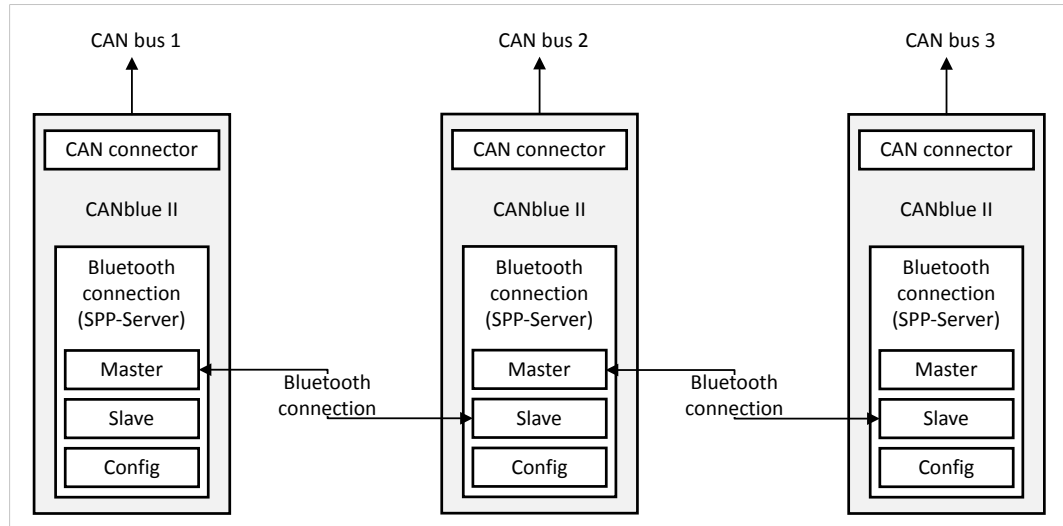 CAN bus 1
CAN bus 2
CAN bus 3
CAN connector
CAN connector
CAN connector
CANblue II
CANblue II
CANblue II
Bluetooth
connection
(SPP-Server)
Master
Slave
Config
Bluetooth
connection
Bluetooth
connection
(SPP-Server)
Master
Slave
Config
Bluetooth
connection
Bluetooth
connection
(SPP-Server)
Master
Slave
Config